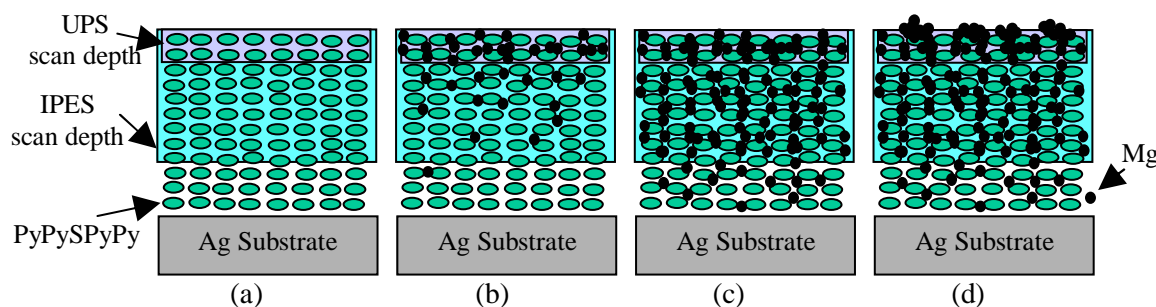 UPS
scan depth
IPES
scan depth
PyPySPyPy
Mg
Ag Substrate
Ag Substrate
Ag Substrate
Ag Substrate
(a)
(b)
(c)
(d)